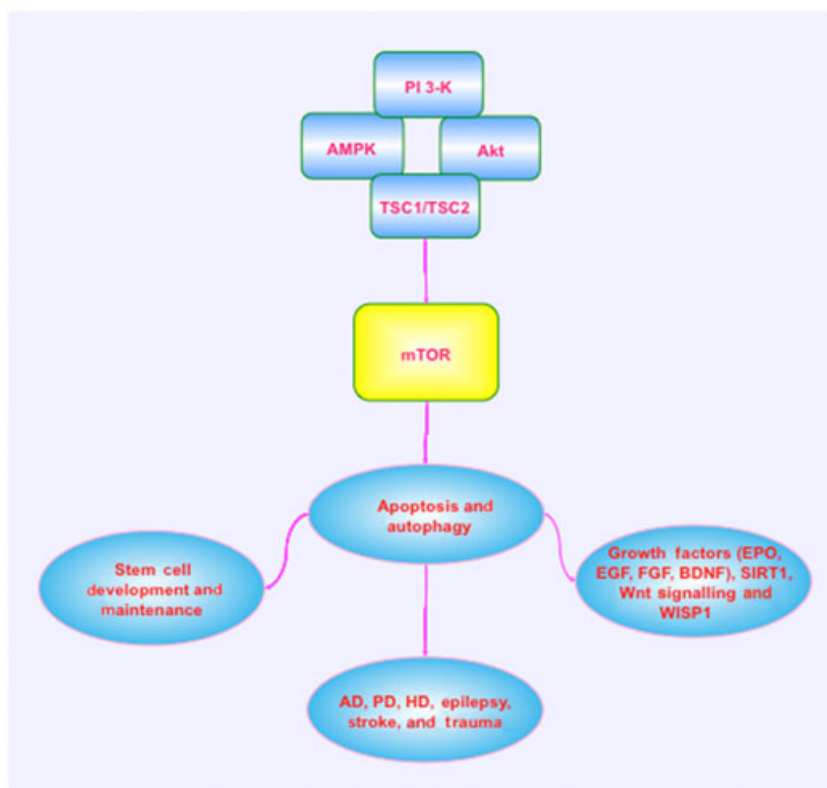 PI 3-K
AMPK
Akt
TSC1/TSC2
mTOR
Apoptosis and
autophagy
Stem cell
development and
maintenance
Growth factors (EPO,
EGF, FGF, BDNF), SIRT1,
Wnt signalling and
WISP1
AD, PD, HD, epilepsy,
stroke, and trauma